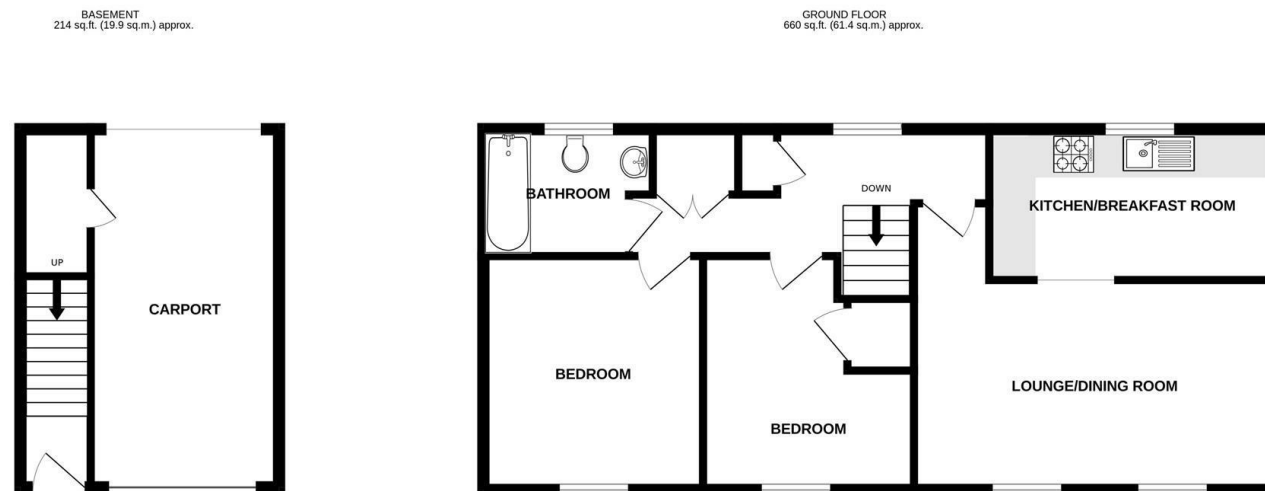 BASEMENT
214 sq.ft. (19.9 sq.m.) approx.
GROUND FLOOR
660 sq.ft. (61.4 sq.m.) approx.
UP
CARPORT
BATHROOM
DOWN
KITCHEN/BREAKFAST ROOM
BEDROOM
BEDROOM
LOUNGE/DINING ROOM